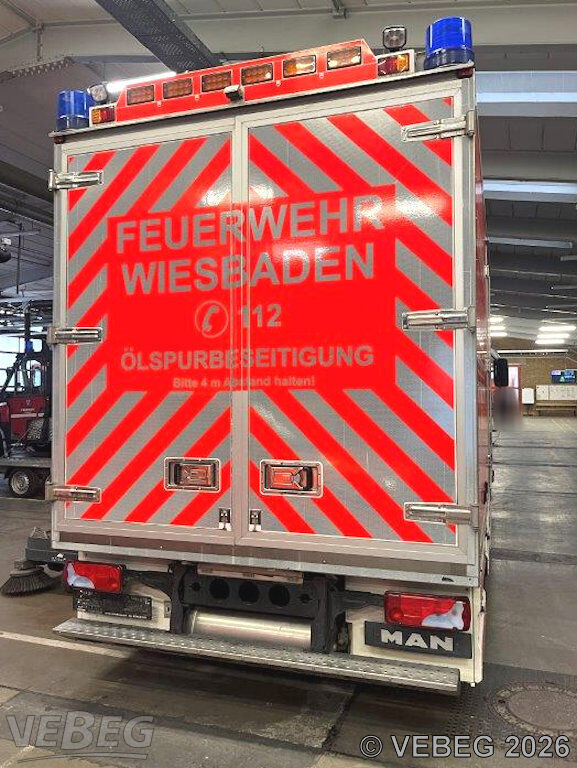 FEUERWEHR
WIESBADEN
112
ÖLSPURBESEITIGUNG
Bitte 4 m Abstand halten!
MAN
VEBEG
© VEBEG 2026